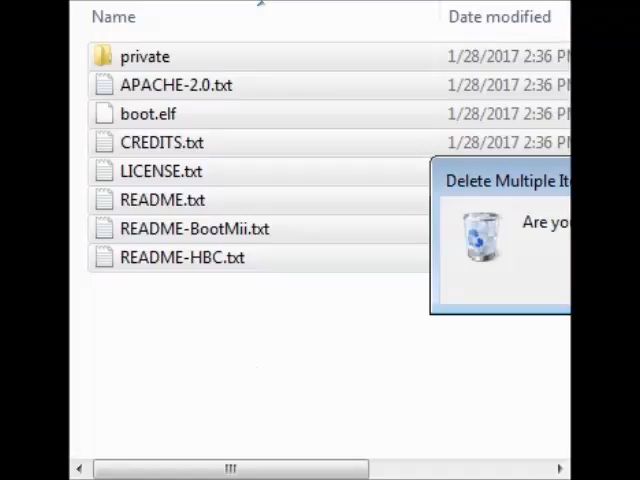 Name Date modified
private 1/28/2017 2:36 PM
APACHE-2.0.txt 1/28/2017 2:36 PM
boot.elf 1/28/2017 2:36 PM
CREDITS.txt 1/28/2017 2:36 PM
LICENSE.txt
README.txt
README-BootMii.txt
README-HBC.txt
Delete Multiple
Are